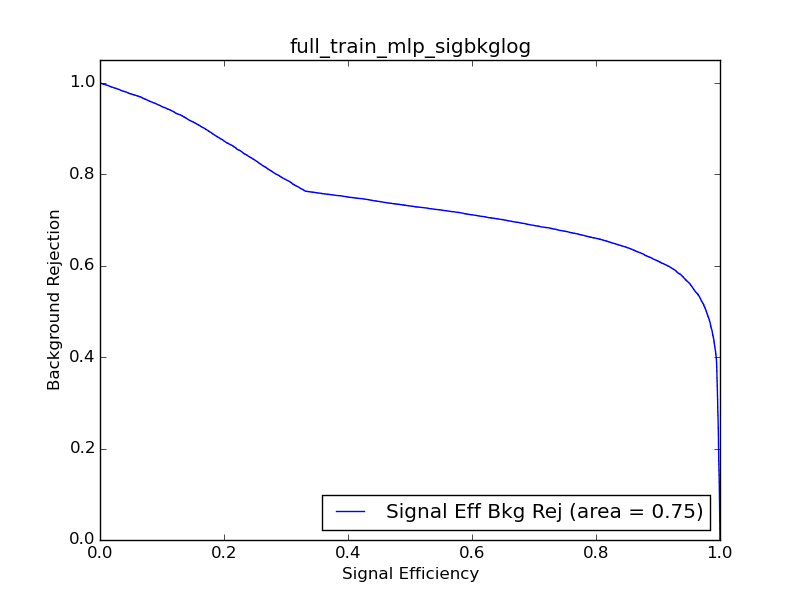 full_train_mlp_sigbkglog
1.0
0.8
0.6
0.4
0.2
0.0
Background Rejection
Signal Eff Bkg Rej (area = 0.75)
0.0 0.2 0.4 0.6 0.8 1.0
Signal Efficiency